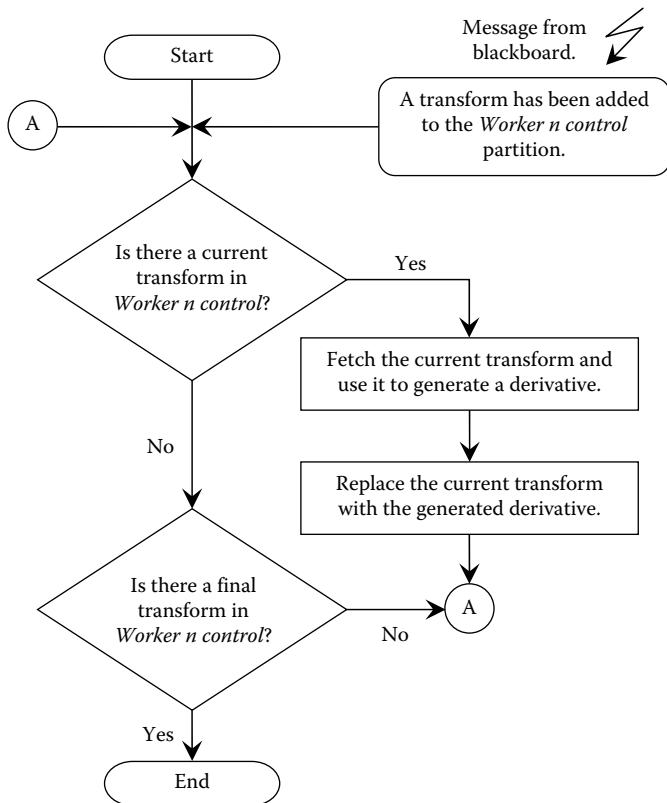 Message from
blackboard.
Start
A
A transform has been added
to the Worker n control
partition.
Is there a current
transform in
Worker n control?
Yes
Fetch the current transform and
use it to generate a derivative.
No
Replace the current transform
with the generated derivative.
Is there a final
transform in
Worker n control?
No
A
Yes
End